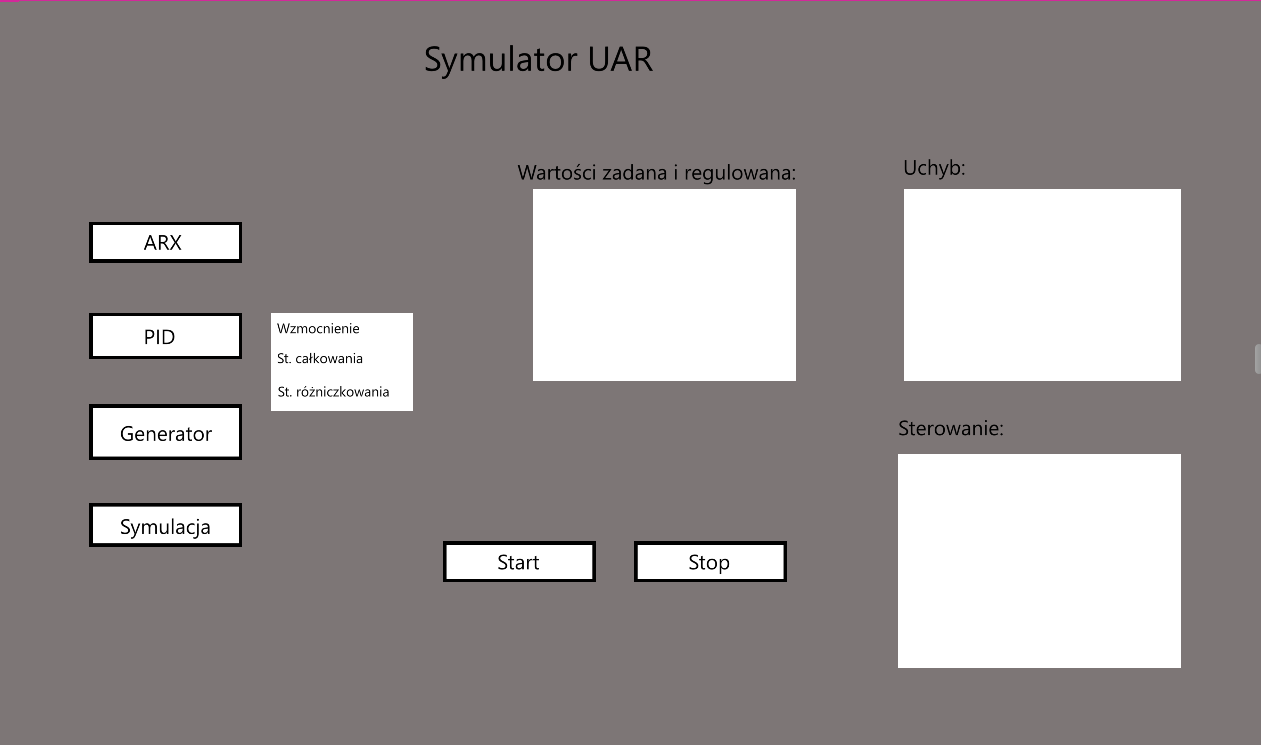 Symulator UAR
Wartości zadana i regulowana:
Uchyb:
ARX
PID
Wzmocnienie
St. całkowania
St. różniczkowania
Generator
Sterowanie:
Symulacja
Start
Stop